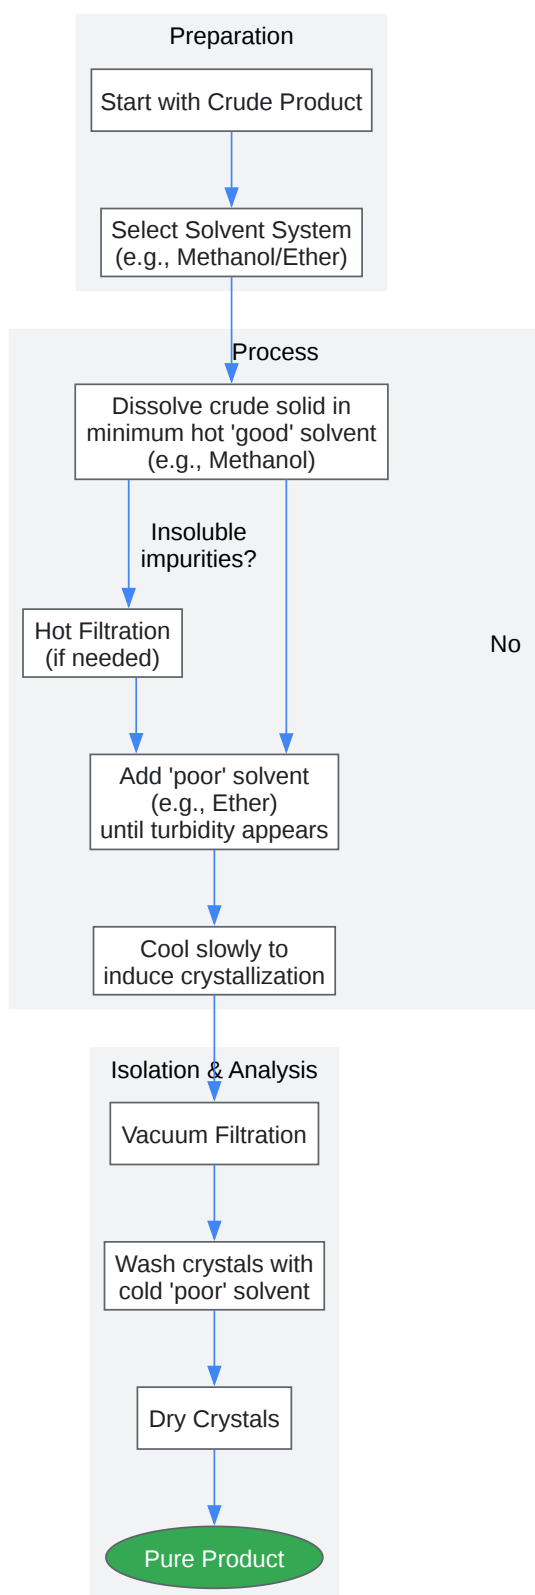 Preparation
Start with Crude Product
Select Solvent System
(e.g., Methanol/Ether)
Process
Dissolve crude solid in
minimum hot 'good' solvent
(e.g., Methanol)
Insoluble
impurities?
Hot Filtration
(if needed)
No
Add 'poor' solvent
(e.g., Ether)
until turbidity appears
Cool slowly to
induce crystallization
Isolation & Analysis
Vacuum Filtration
Wash crystals with
cold 'poor' solvent
Dry Crystals
Pure Product